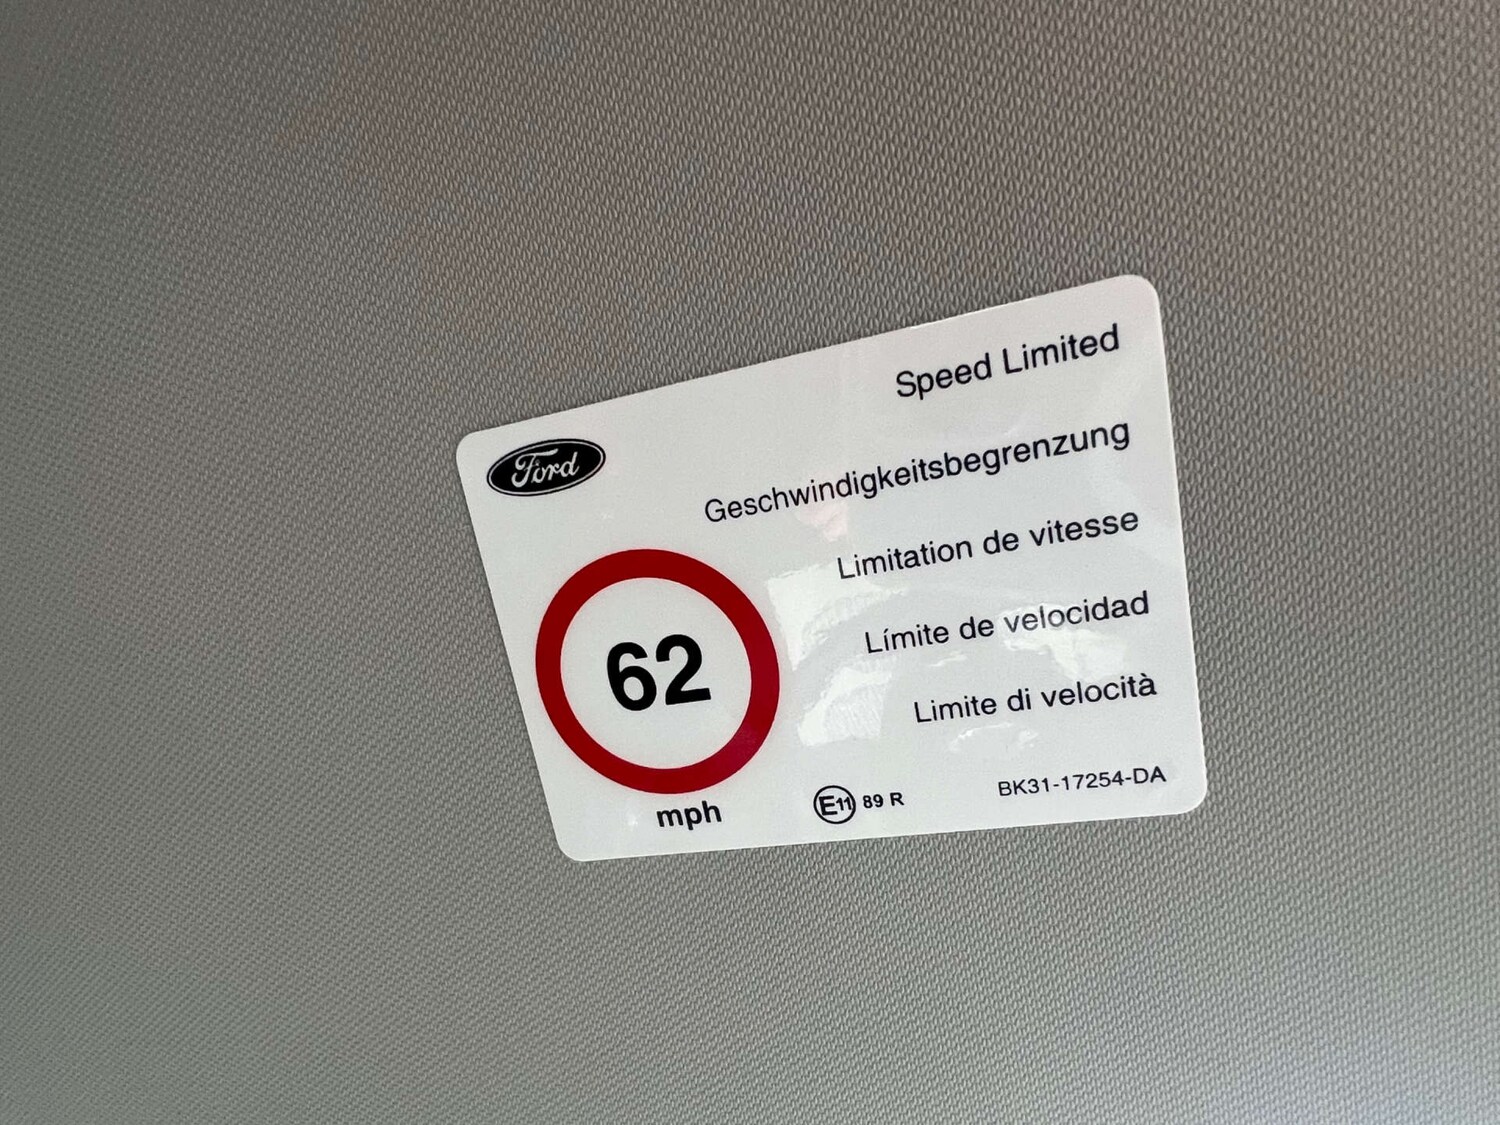 Ford
Speed Limited
Geschwindigkeitsbegrenzung
Limitation de vitesse
Límite de velocidad
Limite di velocità
62
mph
E11 89 R
BK31-17254-DA